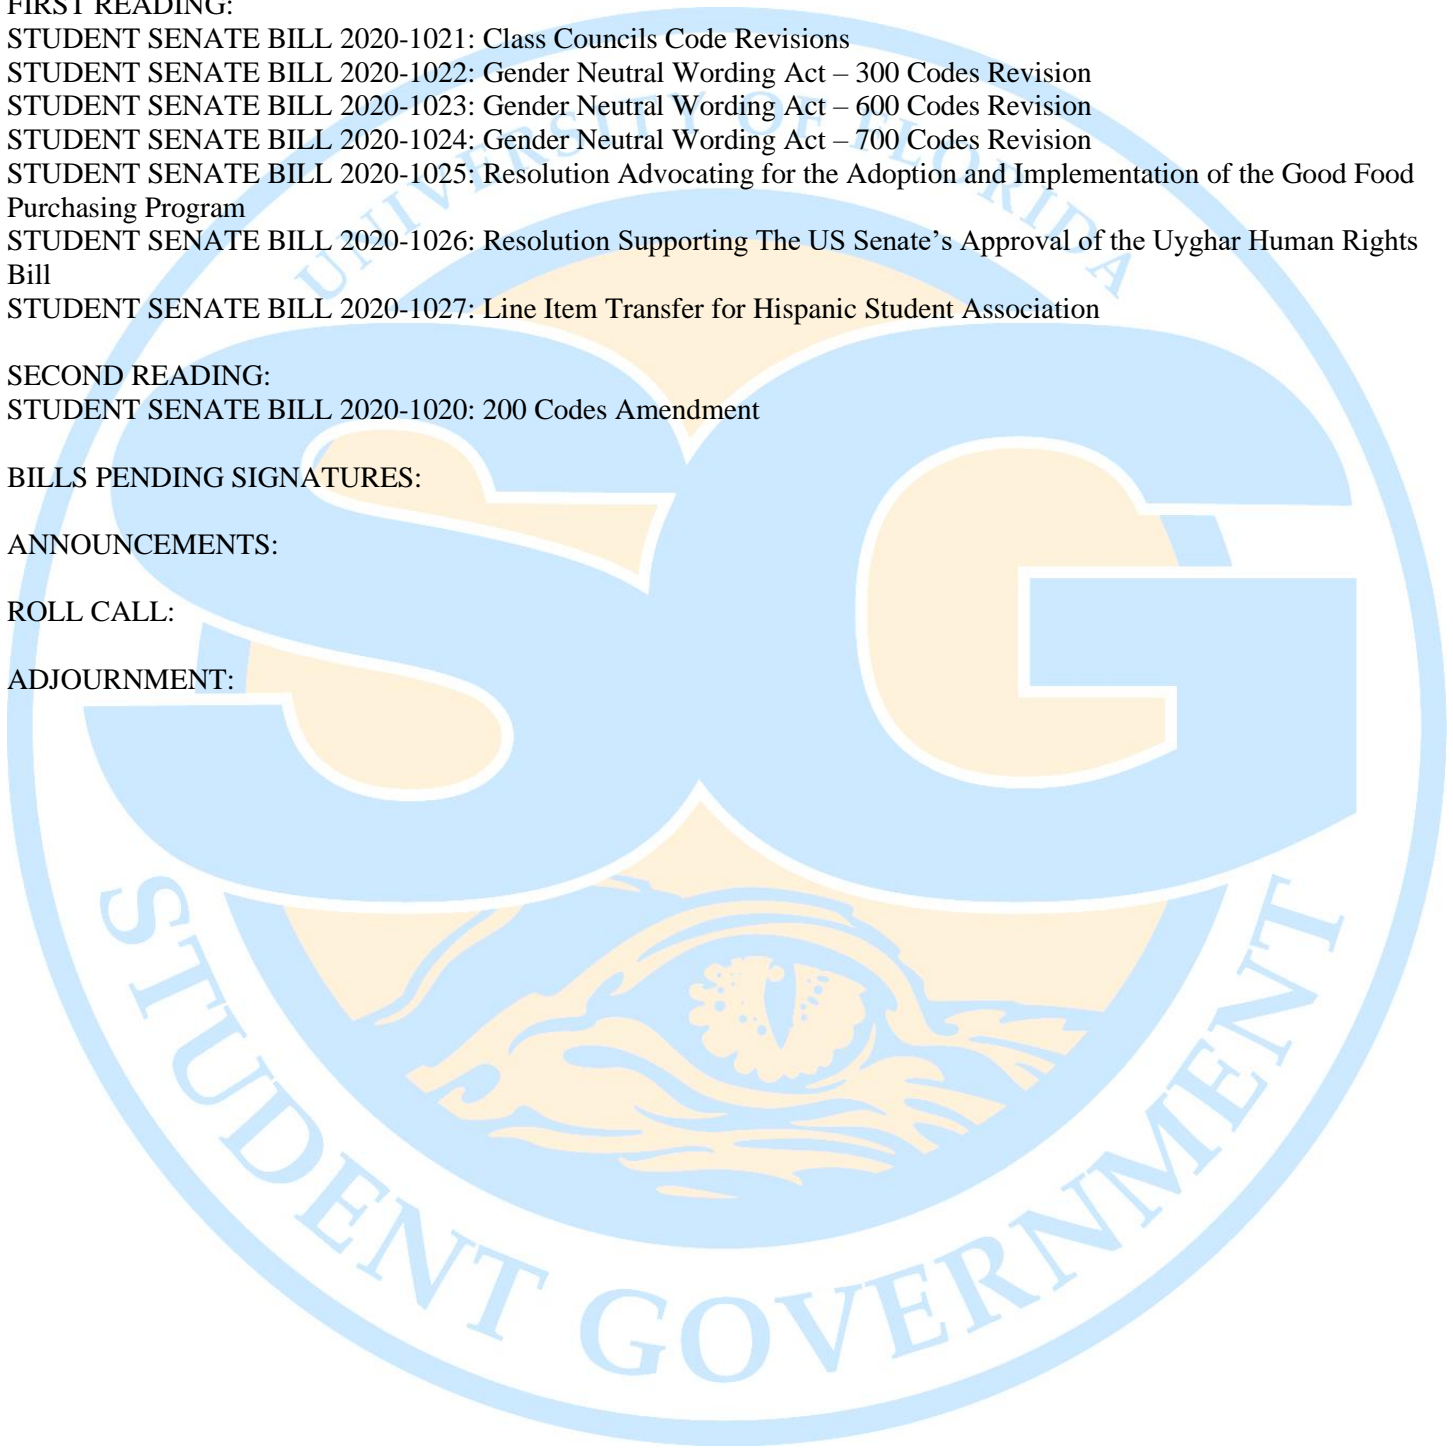 FIRST READING:
STUDENT SENATE BILL 2020-1021: Class Councils Code Revisions
STUDENT SENATE BILL 2020-1022: Gender Neutral Wording Act – 300 Codes Revision
STUDENT SENATE BILL 2020-1023: Gender Neutral Wording Act – 600 Codes Revision
STUDENT SENATE BILL 2020-1024: Gender Neutral Wording Act – 700 Codes Revision
STUDENT SENATE BILL 2020-1025: Resolution Advocating for the Adoption and Implementation of the Good Food
Purchasing Program
STUDENT SENATE BILL 2020-1026: Resolution Supporting The US Senate’s Approval of the Uyghar Human Rights
Bill
STUDENT SENATE BILL 2020-1027: Line Item Transfer for Hispanic Student Association
SECOND READING:
STUDENT SENATE BILL 2020-1020: 200 Codes Amendment
BILLS PENDING SIGNATURES:
ANNOUNCEMENTS:
ROLL CALL:
ADJOURNMENT:
UNIVERSITY OF FLORIDA
SG
STUDENT GOVERNMENT